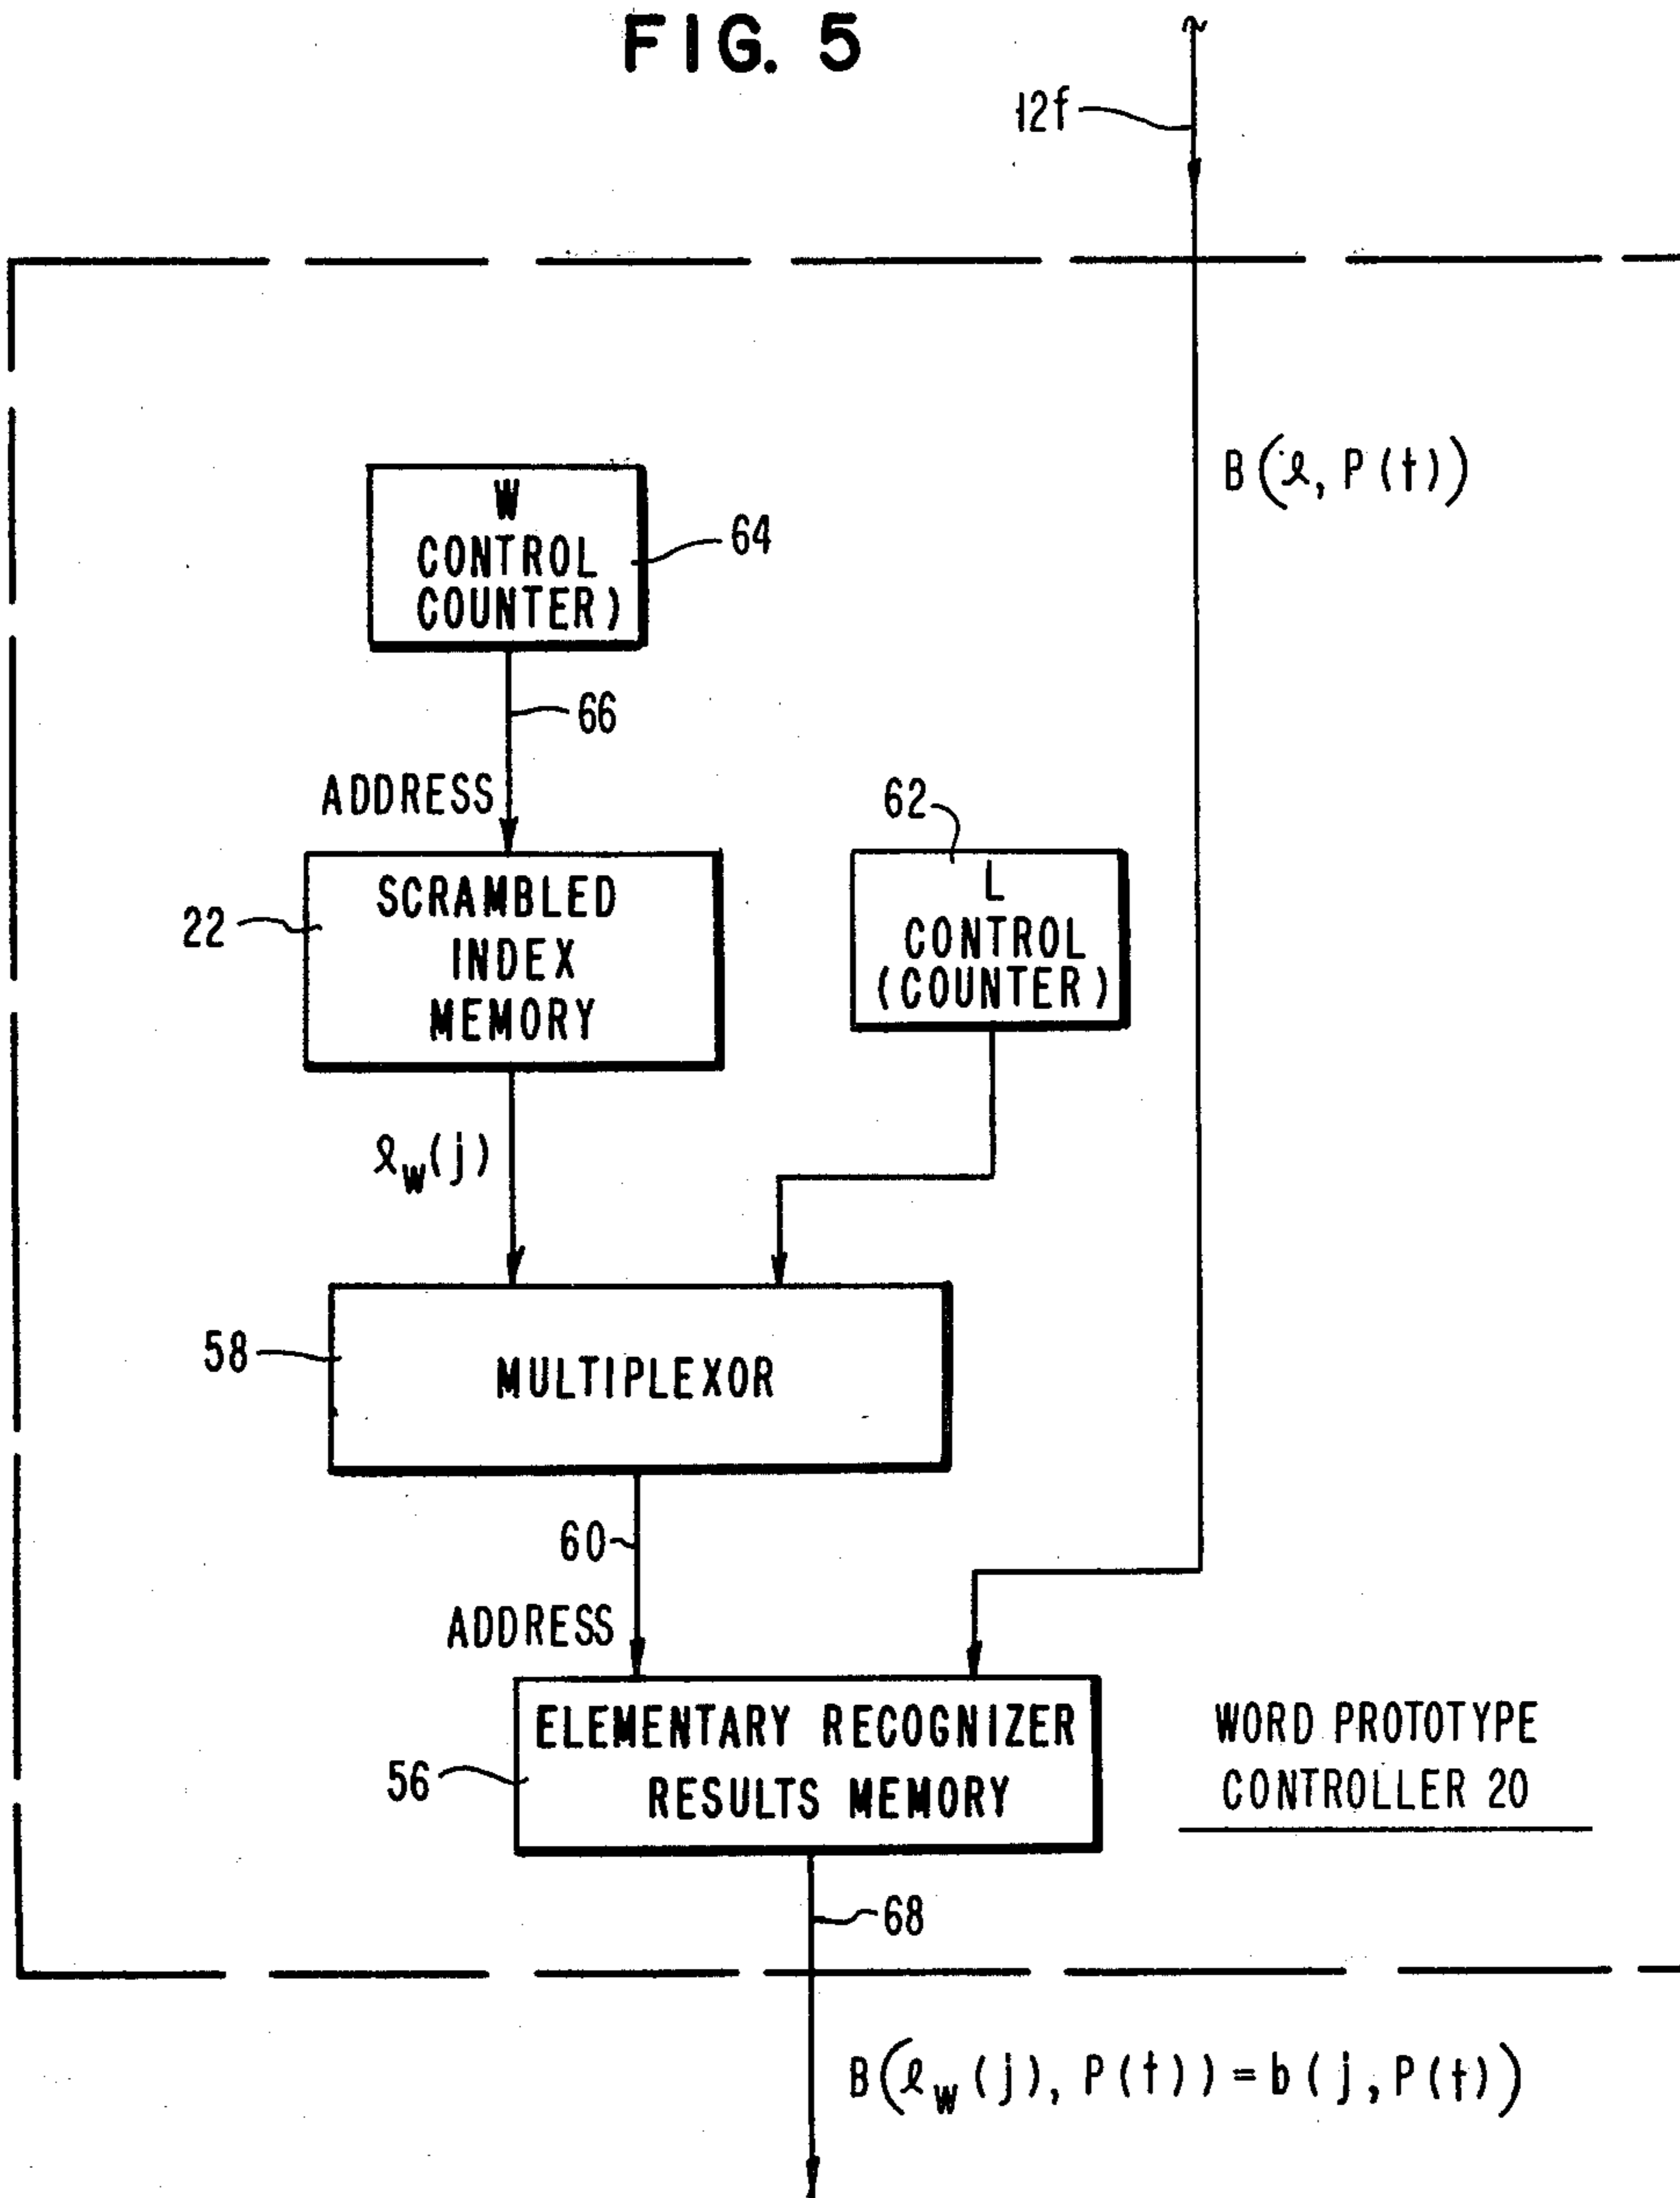 FIG. 5
12f
B(ℓ, P(t))
W
CONTROL
COUNTER)
64
66
ADDRESS
62
SCRAMBLED
INDEX
MEMORY
22
L
CONTROL
(COUNTER)
ℓw(j)
58
MULTIPLEXOR
60
ADDRESS
ELEMENTARY RECOGNIZER
RESULTS MEMORY
56
WORD PROTOTYPE
CONTROLLER 20
68
B(ℓw(j), P(t))=b(j,P(t))